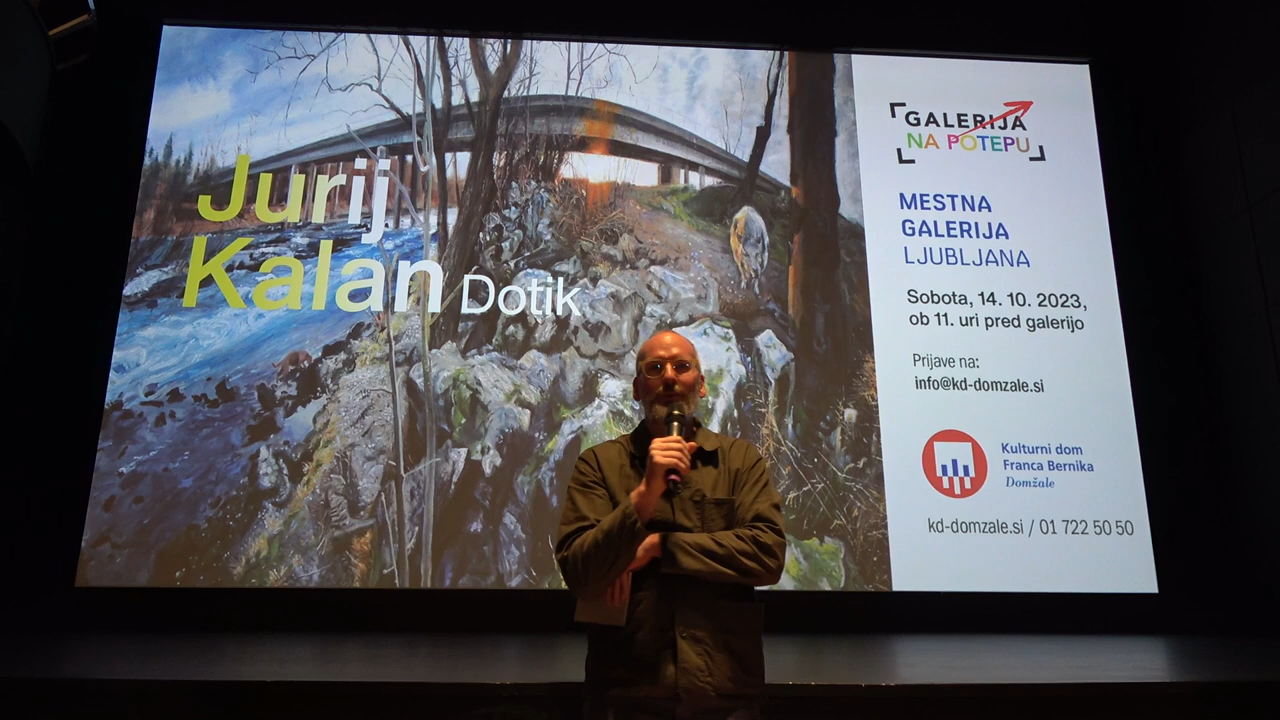 Jurij
Kalan Dotik
GALERIJA
NA POTEPU
MESTNA
GALERIJA
LJUBLJANA
Sobota, 14. 10. 2023,
ob 11. uri pred galerijo
Prijave na:
info@kd-domzale.si
Kulturni dom
Franca Bernika
Domžale
kd-domzale.si / 01 722 50 50